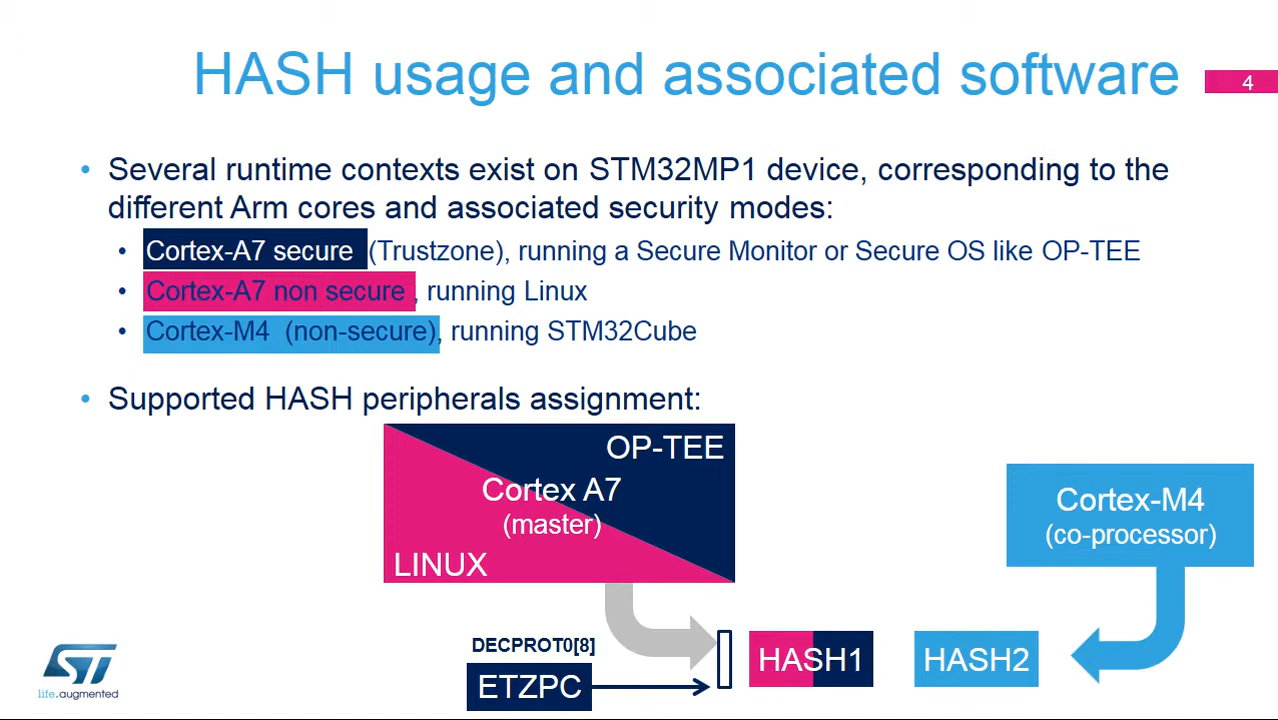 HASH usage and associated software
4
• Several runtime contexts exist on STM32MP1 device, corresponding to the
different Arm cores and associated security modes:
• Cortex-A7 secure (Trustzone), running a Secure Monitor or Secure OS like OP-TEE
• Cortex-A7 non secure , running Linux
• Cortex-M4 (non-secure), running STM32Cube
• Supported HASH peripherals assignment:
OP-TEE
Cortex A7
(master)
LINUX
Cortex-M4
(co-processor)
DECPROT0[8]
ETZPC
HASH1
HASH2
ST
life.augmented